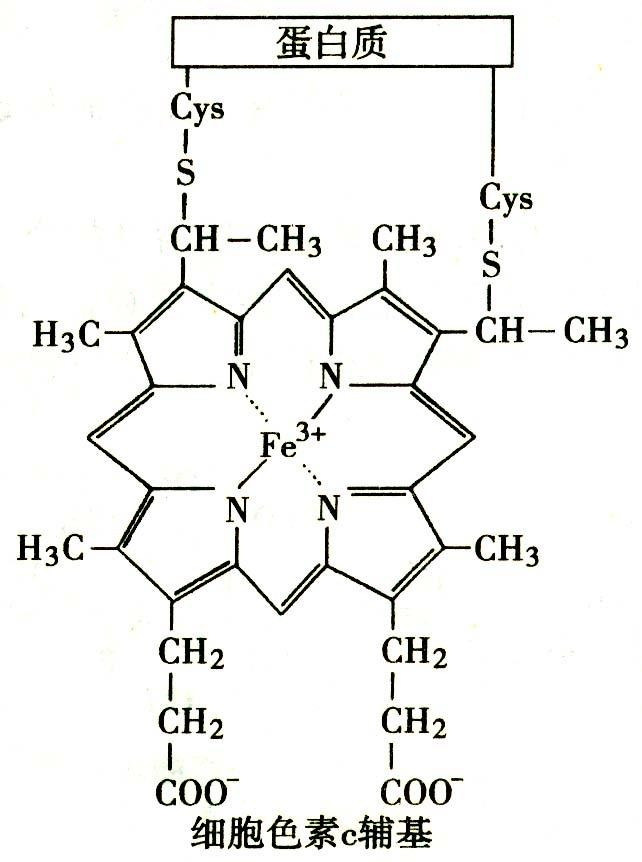 蛋白质
Cys
S
Cys
CH－CH3 CH3
S
H3C CH－CH3
N N
Fe3+
N N
H3C CH3
CH2 CH2
CH2 CH2
COO⁻ COO⁻
细胞色素c辅基